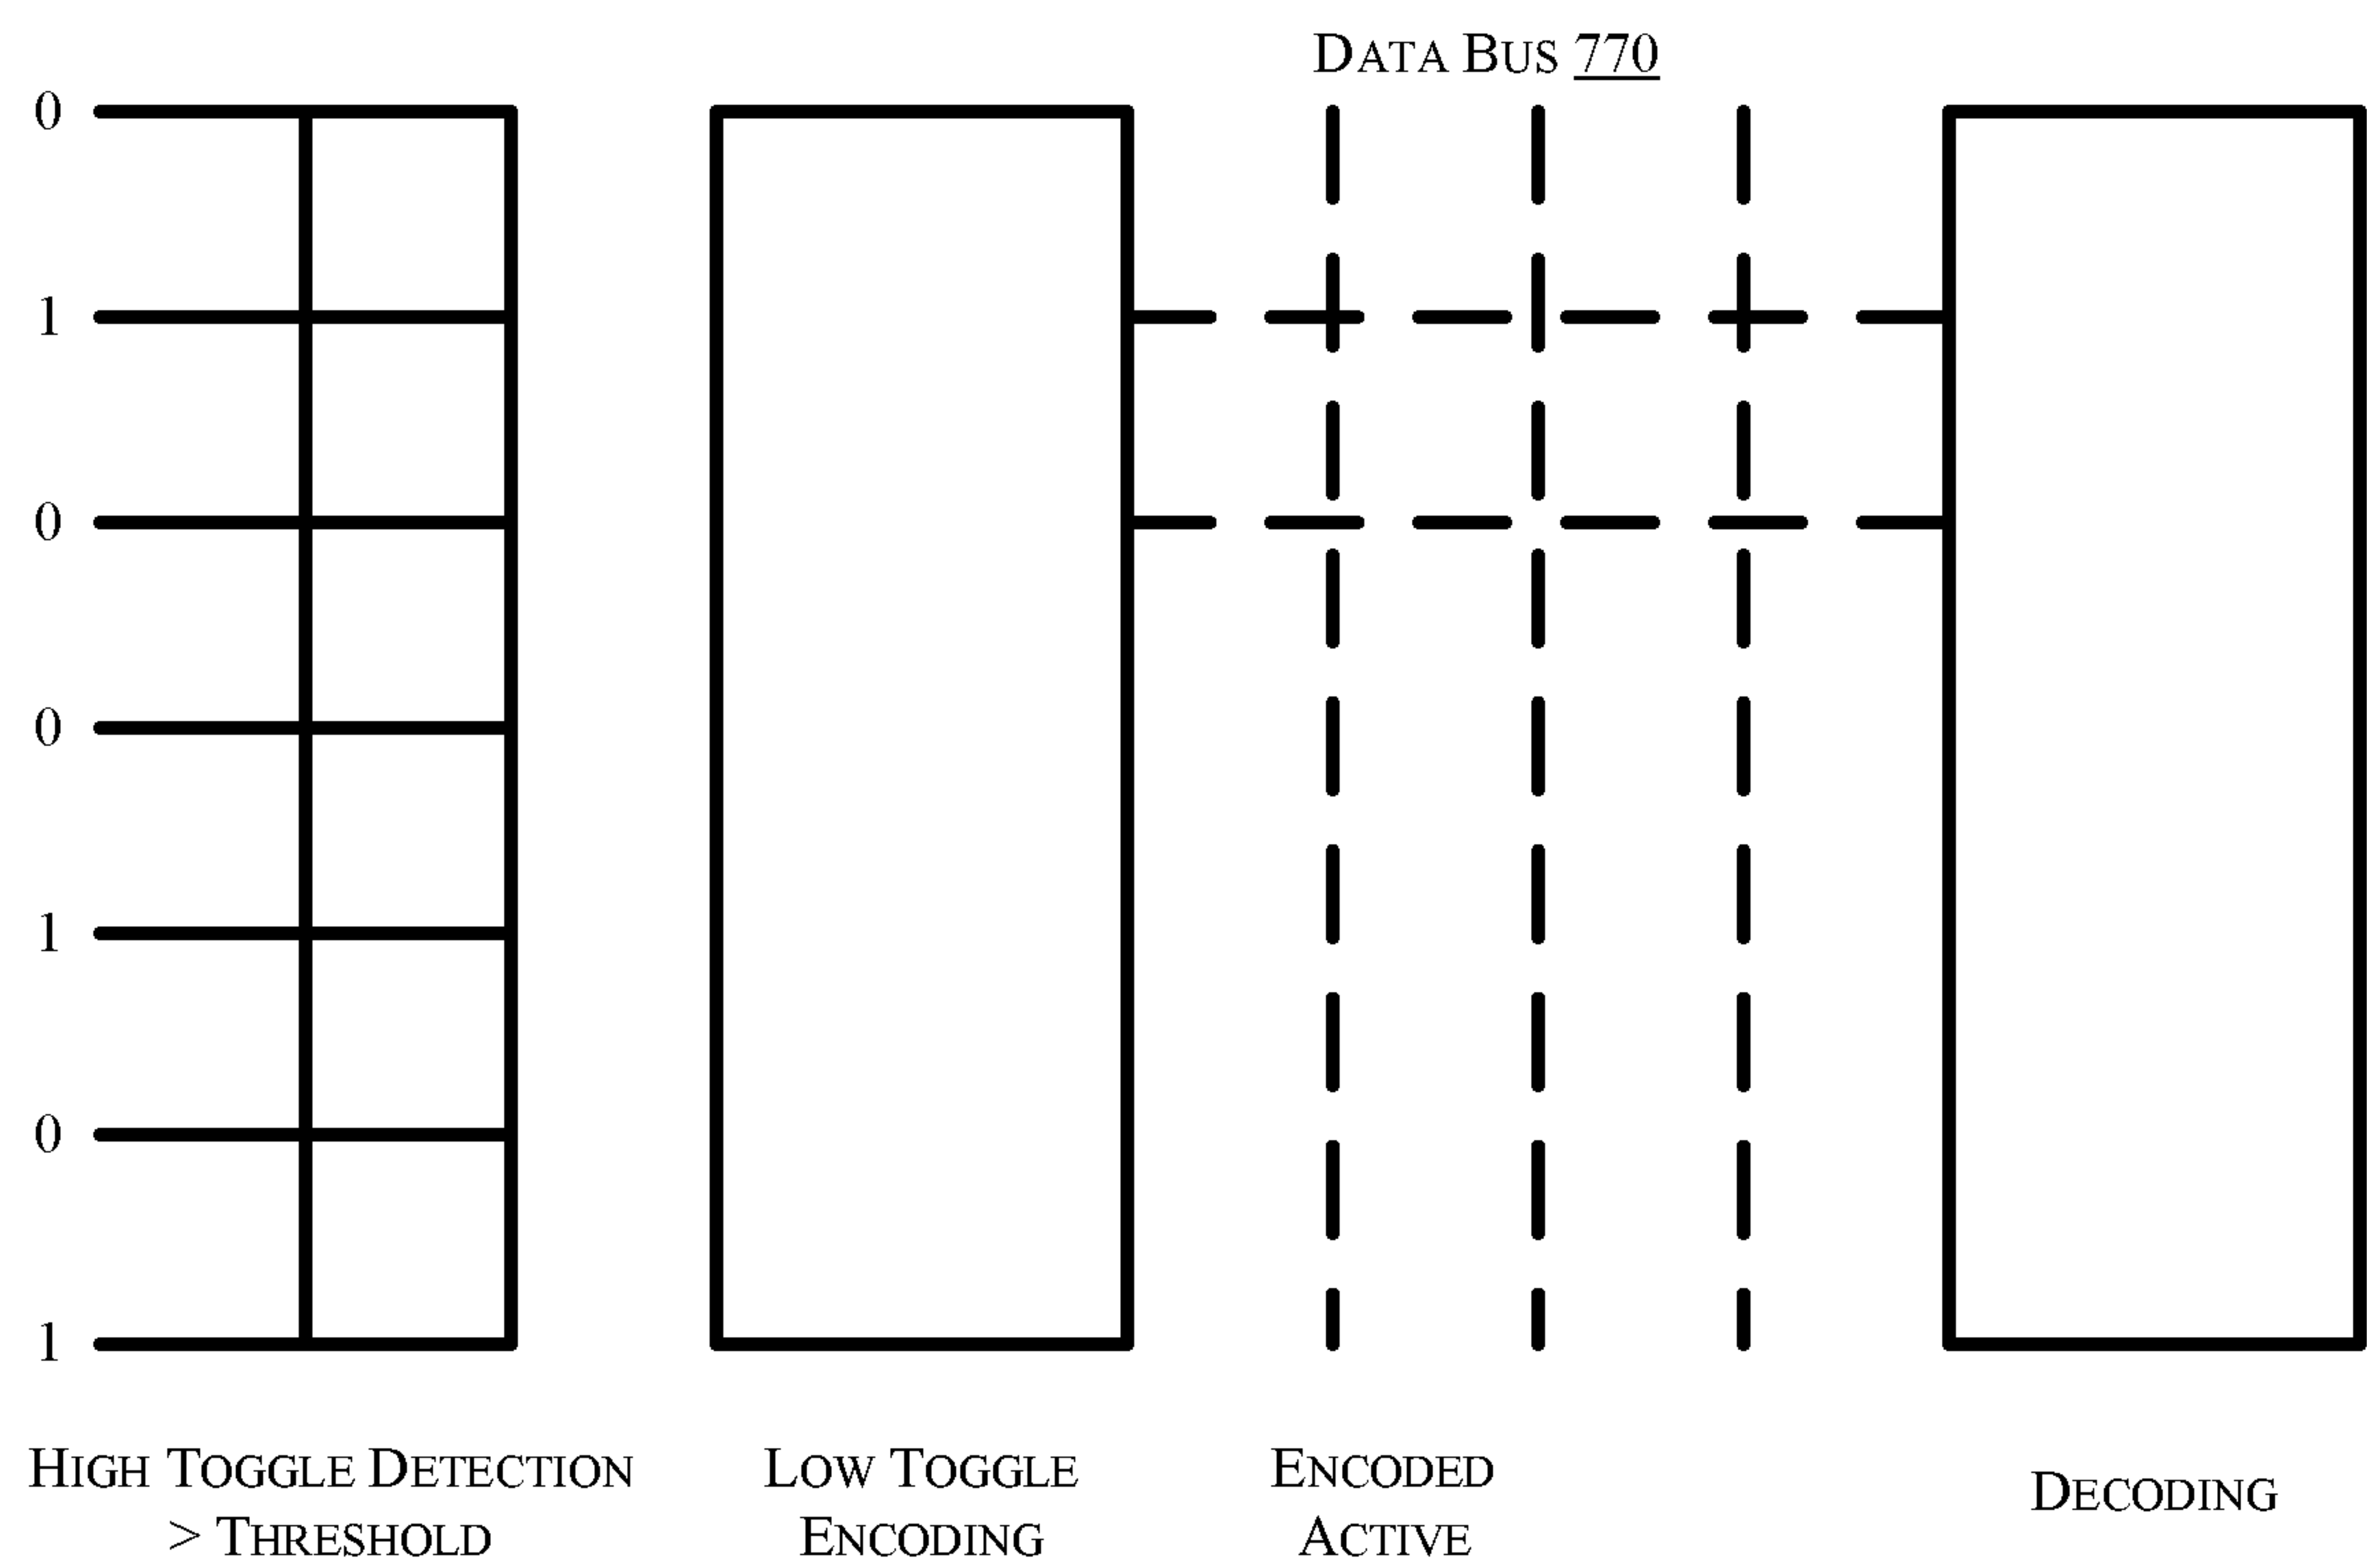 DATA BUS 770
0
1
0
0
1
0
1
HIGH TOGGLE DETECTION
> THRESHOLD
LOW TOGGLE
ENCODING
ENCODED
ACTIVE
DECODING